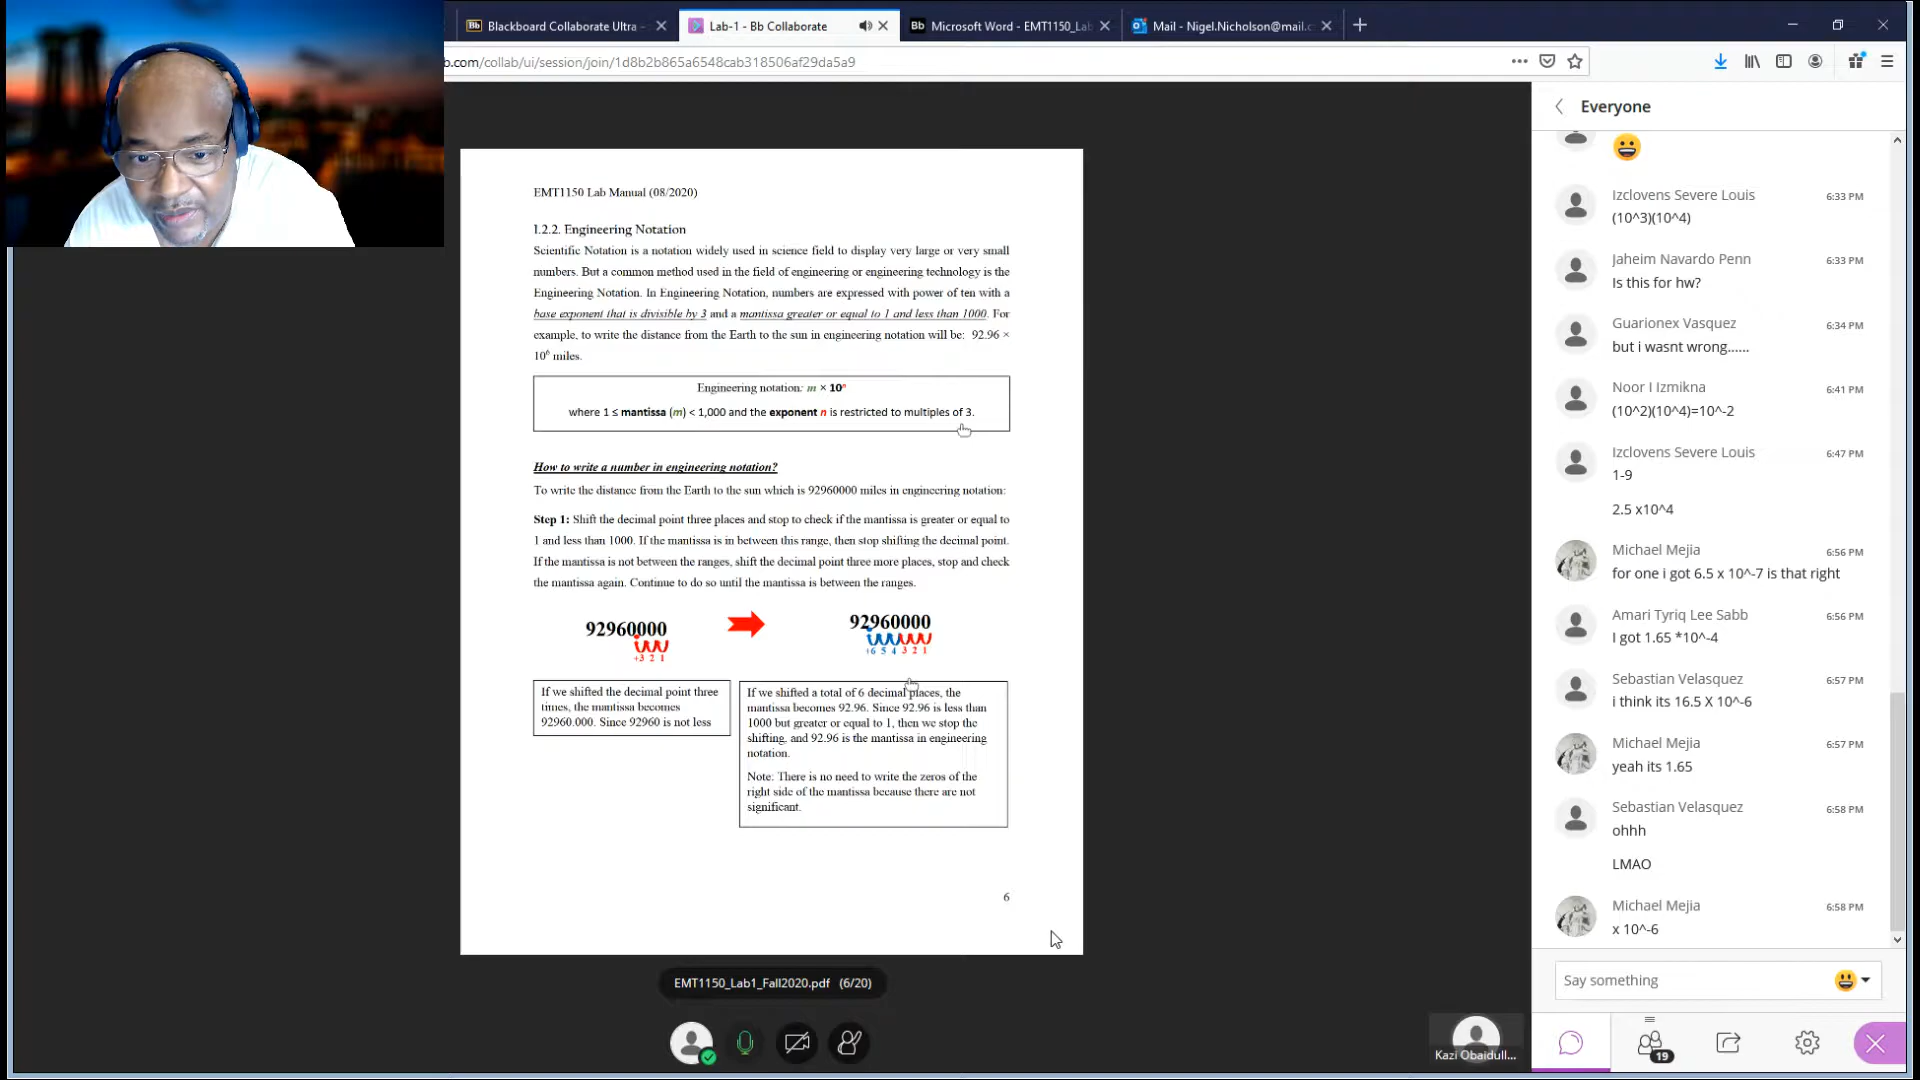 Blackboard Collaborate Ultra -
Lab-1 - Bb Collaborate
Microsoft Word - EMT1150_Lab
Mail - Nigel.Nicholson@mail.c
b.com/collab/ui/session/join/1d8b2b865a6548cab318506af29da5a9
EMT1150 Lab Manual (08/2020)
1.2.2. Engineering Notation
Scientific Notation is a notation widely used in science field to display very large or very small
numbers. But a common method used in the field of engineering or engineering technology is the
Engineering Notation. In Engineering Notation, numbers are expressed with power of ten with a
base exponent that is divisible by 3 and a mantissa greater or equal to 1 and less than 1000. For
example, to write the distance from the Earth to the sun in engineering notation will be: 92.96 ×
10⁶ miles.
Engineering notation: m × 10ⁿ
where 1 ≤ mantissa (m) < 1,000 and the exponent n is restricted to multiples of 3.
How to write a number in engineering notation?
To write the distance from the Earth to the sun which is 92960000 miles in engineering notation:
Step 1: Shift the decimal point three places and stop to check if the mantissa is greater or equal to
1 and less than 1000. If the mantissa is in between this range, then stop shifting the decimal point.
If the mantissa is not between the ranges, shift the decimal point three more places, stop and check
the mantissa again. Continue to do so until the mantissa is between the ranges.
92960000
+3 2 1
92960000
+6 5 4 3 2 1
If we shifted the decimal point three
times, the mantissa becomes
92960.000. Since 92960 is not less
If we shifted a total of 6 decimal places, the
mantissa becomes 92.96. Since 92.96 is less than
1000 but greater or equal to 1, then we stop the
shifting, and 92.96 is the mantissa in engineering
notation.
Note: There is no need to write the zeros of the
right side of the mantissa because there are not
significant.
6
EMT1150_Lab1_Fall2020.pdf (6/20)
Kazi Obaidull...
Everyone
Izclovens Severe Louis 6:33 PM
(10^3)(10^4)
Jaheim Navardo Penn 6:33 PM
Is this for hw?
Guarionex Vasquez 6:34 PM
but i wasnt wrong......
Noor I Izmikna 6:41 PM
(10^2)(10^4)=10^-2
Izclovens Severe Louis 6:47 PM
1-9
2.5 x10^4
Michael Mejia 6:56 PM
for one i got 6.5 x 10^-7 is that right
Amari Tyriq Lee Sabb 6:56 PM
I got 1.65 *10^-4
Sebastian Velasquez 6:57 PM
i think its 16.5 X 10^-6
Michael Mejia 6:57 PM
yeah its 1.65
Sebastian Velasquez 6:58 PM
ohhh
LMAO
Michael Mejia 6:58 PM
x 10^-6
Say something
19